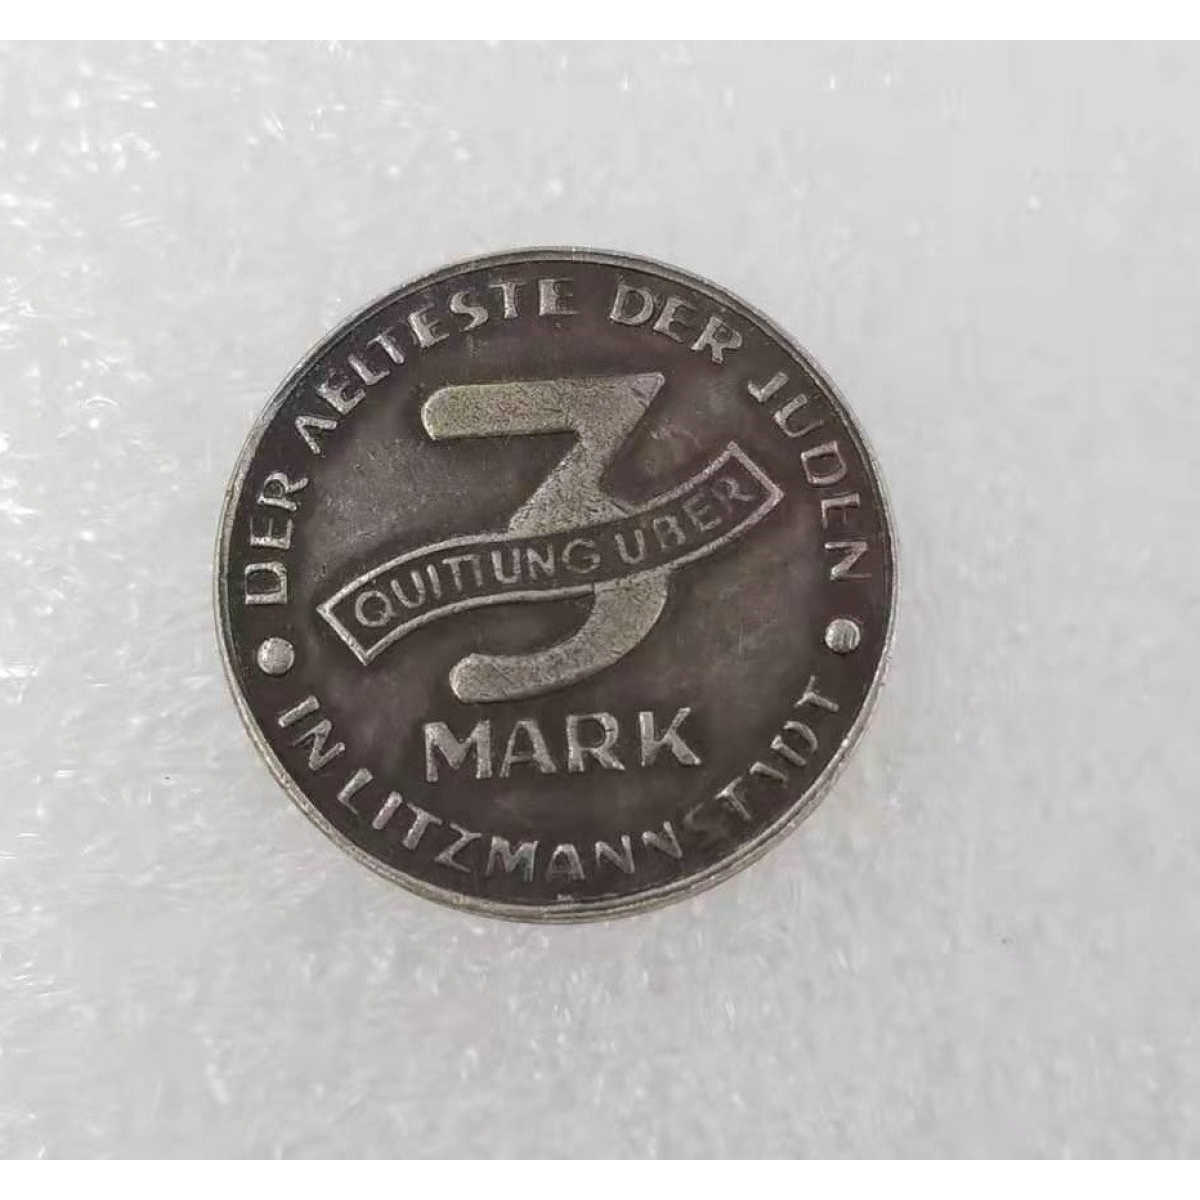 DER AELTESTE DER JUDEN
3
QUITTUNG UBER
MARK
IN LITZMANNSTADT